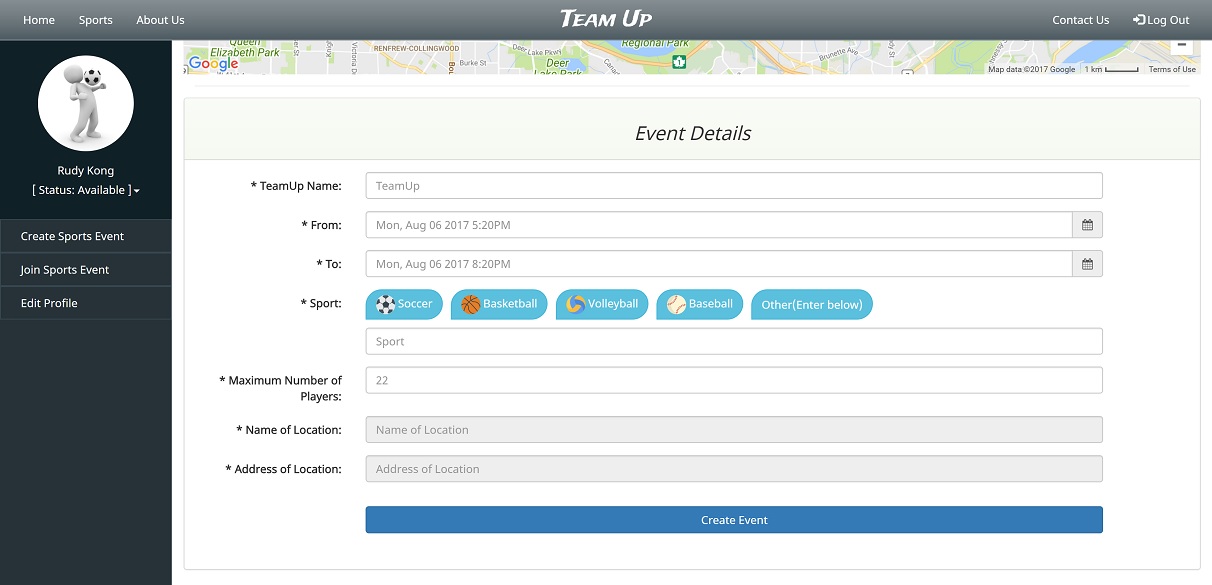 Home Sports About Us TEAM UP Contact Us Log Out
Queen
Elizabeth Park
RENFREW-COLLINGWOOD
Burke St
Deer Lake Pkwy
Deer
Lake Park
Regional Park
Brunette Ave
Google
Map data ©2017 Google 1 km Terms of Use
Rudy Kong
[ Status: Available ]
Create Sports Event
Join Sports Event
Edit Profile
Event Details
* TeamUp Name: TeamUp
* From: Mon, Aug 06 2017 5:20PM
* To: Mon, Aug 06 2017 8:20PM
* Sport: Soccer Basketball Volleyball Baseball Other(Enter below)
Sport
* Maximum Number of
Players: 22
* Name of Location: Name of Location
* Address of Location: Address of Location
Create Event